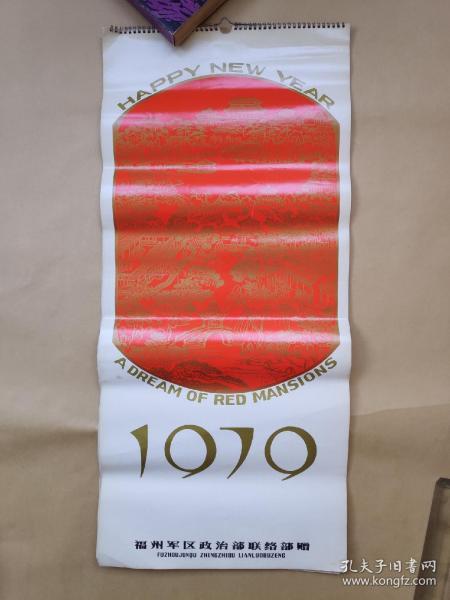 HAPPY NEW YEAR
A DREAM OF RED MANSIONS
1979
福州军区政治部联络部赠
FUZHOUJUNQU ZHENGZHIBU LIANLUOBUZENG
孔夫子旧书网
www.kongfz.com